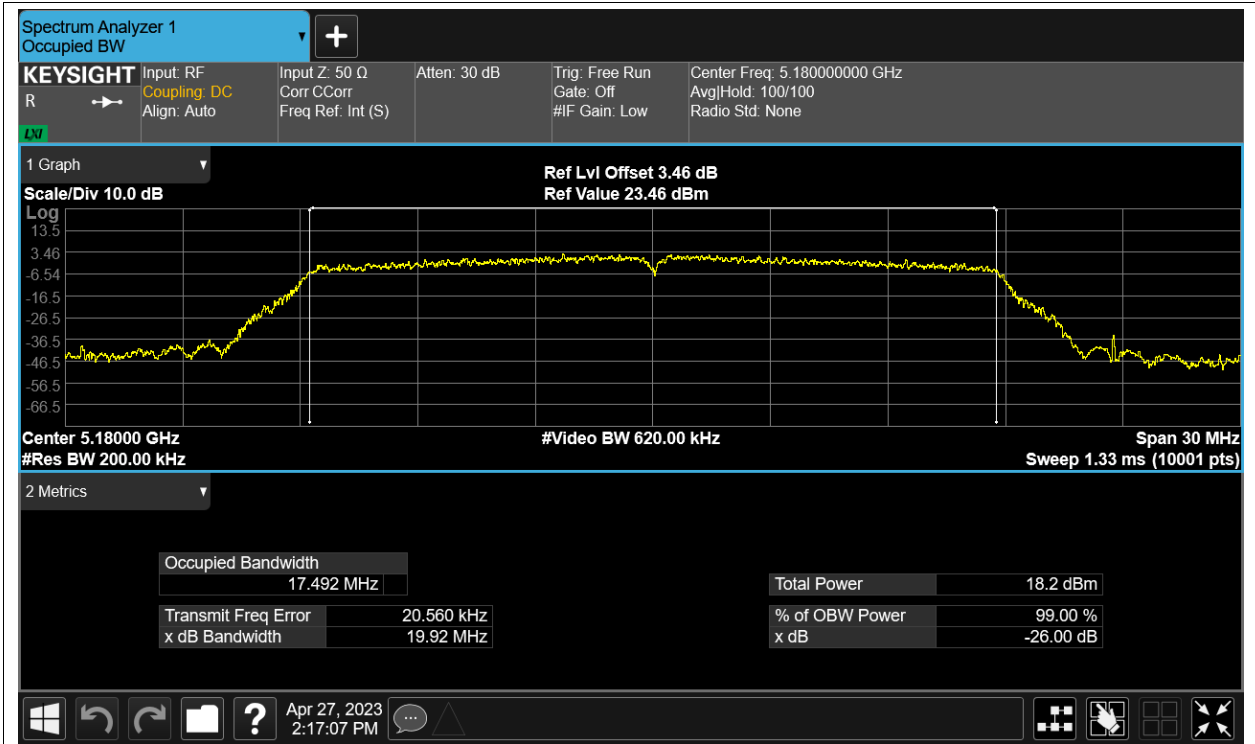 Spectrum Analyzer 1
Occupied BW
KEYSIGHT
R
LXI
Input: RF
Coupling: DC
Align: Auto
Input Z: 50 Ω
Corr CCorr
Freq Ref: Int (S)
Atten: 30 dB
Trig: Free Run
Gate: Off
#IF Gain: Low
Center Freq: 5.180000000 GHz
Avg|Hold: 100/100
Radio Std: None
1 Graph
Scale/Div 10.0 dB
Ref Lvl Offset 3.46 dB
Ref Value 23.46 dBm
Log
13.5
3.46
-6.54
-16.5
-26.5
-36.5
-46.5
-56.5
-66.5
Center 5.18000 GHz
#Video BW 620.00 kHz
Span 30 MHz
#Res BW 200.00 kHz
Sweep 1.33 ms (10001 pts)
2 Metrics
Occupied Bandwidth
17.492 MHz
Total Power 18.2 dBm
Transmit Freq Error 20.560 kHz
% of OBW Power 99.00 %
x dB Bandwidth 19.92 MHz
x dB -26.00 dB
?
Apr 27, 2023
2:17:07 PM